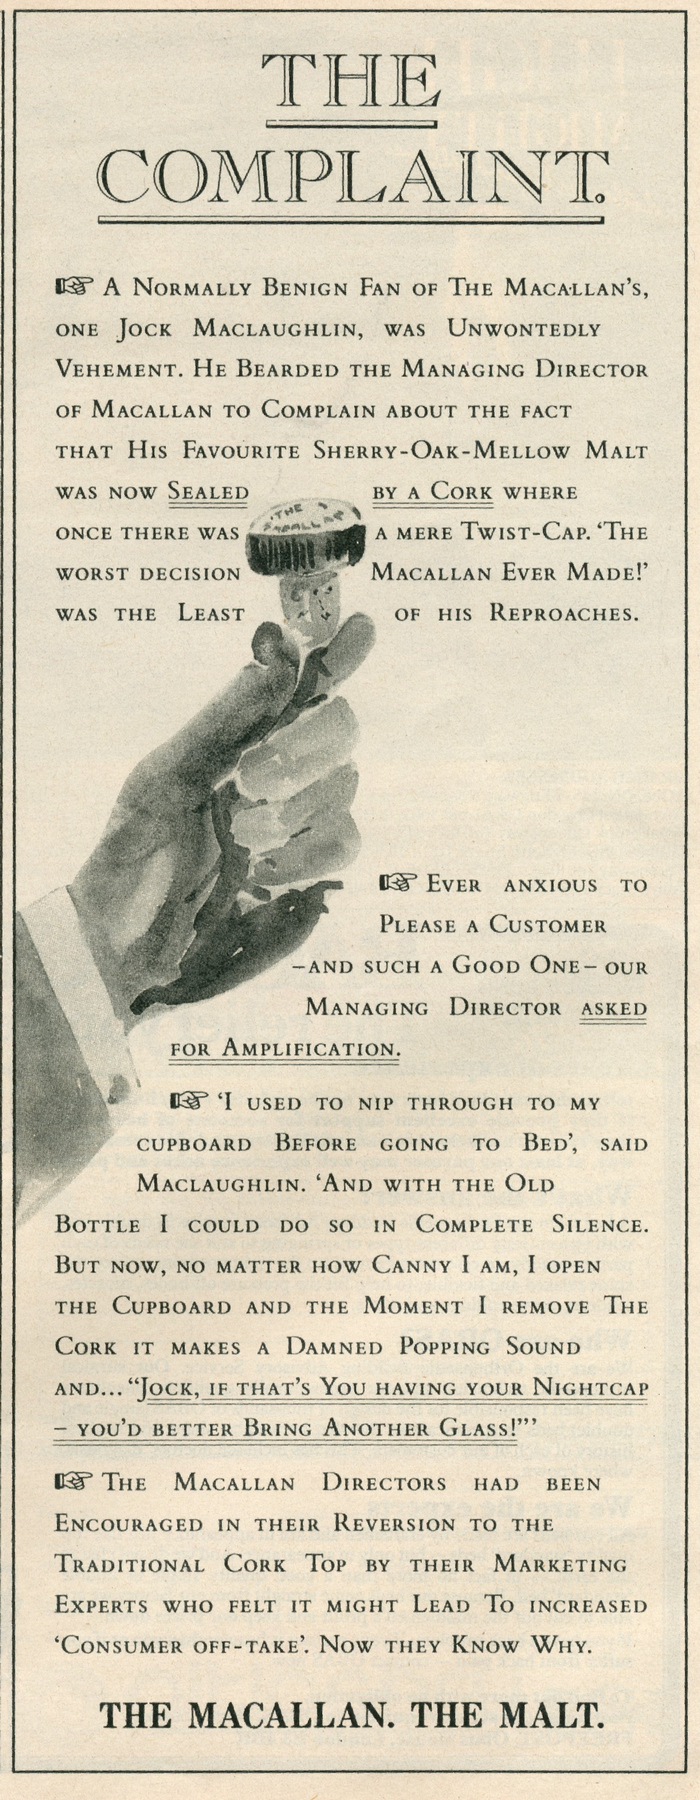 THE
COMPLAINT.
☞ A Normally Benign Fan of The Macallan's,
one Jock Maclaughlin, was Unwontedly
Vehement. He Bearded the Managing Director
of Macallan to Complain about the fact
that His Favourite Sherry-Oak-Mellow Malt
was now Sealed by a Cork where
once there was a mere Twist-Cap. 'The
worst decision Macallan Ever Made!'
was the Least of his Reproaches.
THE MACALLAN
☞ Ever anxious to
Please a Customer
–and such a Good One– our
Managing Director asked
for Amplification.
☞ 'I used to nip through to my
cupboard Before going to Bed', said
Maclaughlin. 'And with the Old
Bottle I could do so in Complete Silence.
But now, no matter how Canny I am, I open
the Cupboard and the Moment I remove The
Cork it makes a Damned Popping Sound
and... "Jock, if that's You having your Nightcap
– you'd better Bring Another Glass!"'
☞ The Macallan Directors had been
Encouraged in their Reversion to the
Traditional Cork Top by their Marketing
Experts who felt it might Lead To increased
'Consumer off-take'. Now they Know Why.
THE MACALLAN. THE MALT.